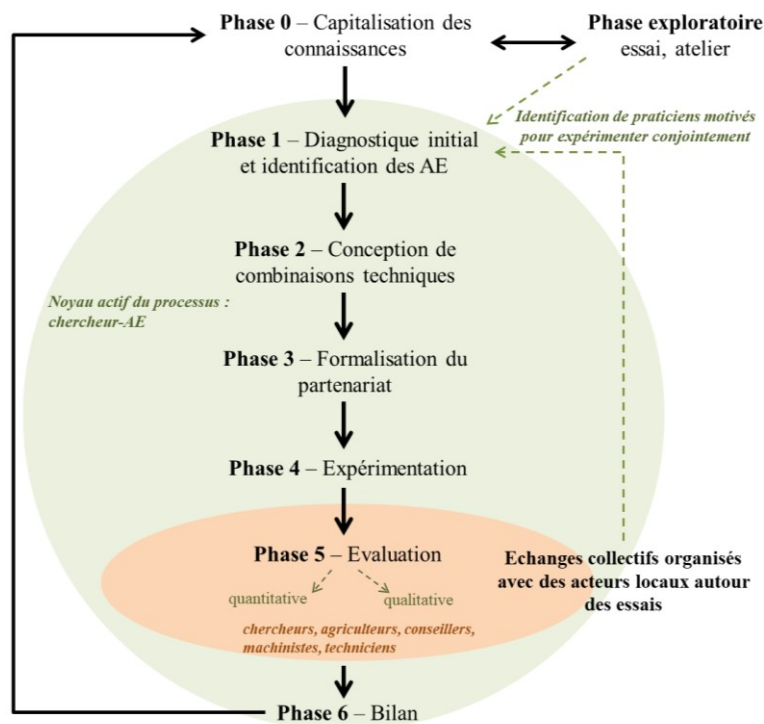 Phase 0 – Capitalisation des
connaissances
Phase exploratoire
essai, atelier
Identification de praticiens motivés
pour expérimenter conjointement
Phase 1 – Diagnostique initial
et identification des AE
Phase 2 – Conception de
combinaisons techniques
Noyau actif du processus :
chercheur-AE
Phase 3 – Formalisation du
partenariat
Phase 4 – Expérimentation
Phase 5 – Evaluation
quantitative
qualitative
chercheurs, agriculteurs, conseillers,
machinistes, techniciens
Echanges collectifs organisés
avec des acteurs locaux autour
des essais
Phase 6 – Bilan